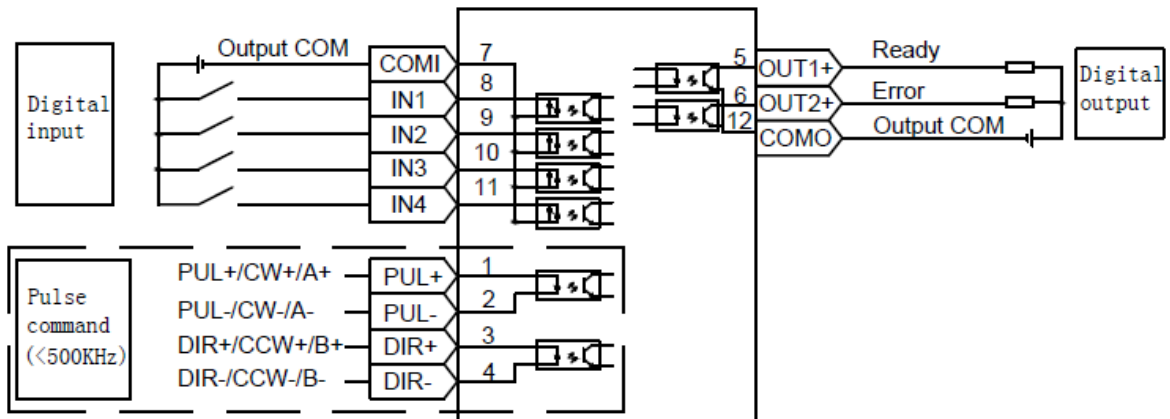 Digital
input
Output COM
COMI
7
IN1
8
IN2
9
IN3
10
IN4
11
5
OUT1+
Ready
6
OUT2+
Error
12
COMO
Output COM
Digital
output
Pulse
command
(<500KHz)
PUL+/CW+/A+
PUL+
1
PUL-/CW-/A-
PUL-
2
DIR+/CCW+/B+
DIR+
3
DIR-/CCW-/B-
DIR-
4